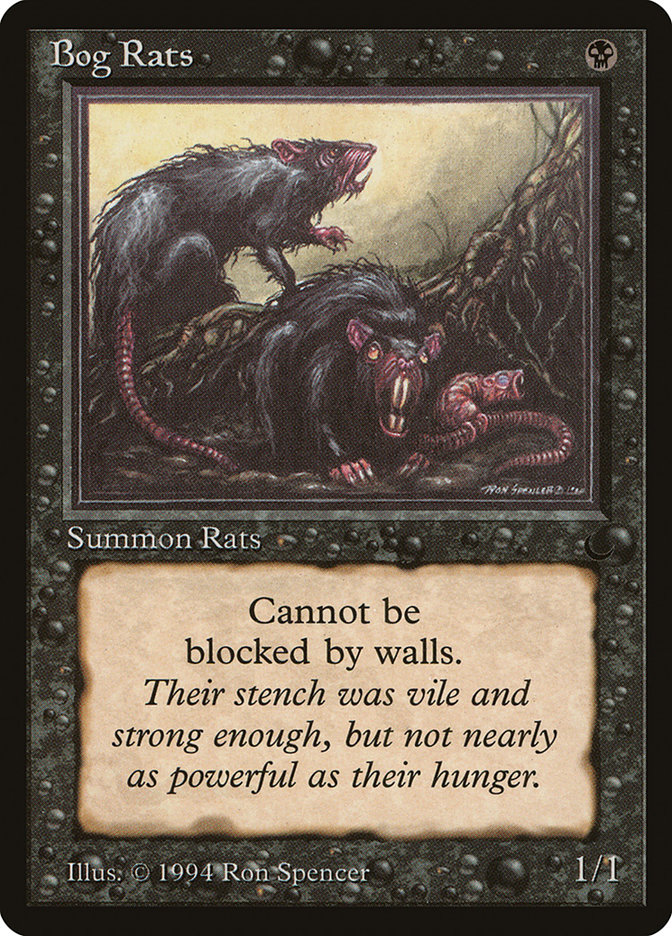 Bog Rats
Summon Rats
Cannot be
blocked by walls.
Their stench was vile and
strong enough, but not nearly
as powerful as their hunger.
Illus. © 1994 Ron Spencer
1/1